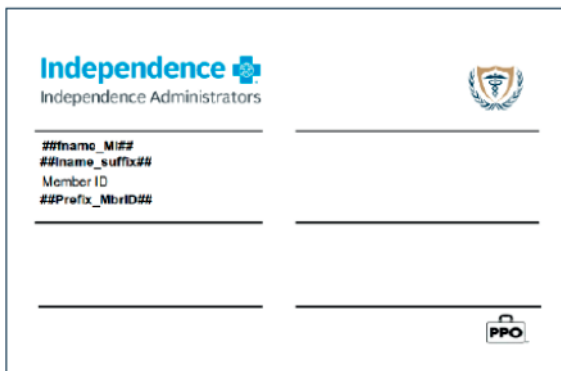 Independence
Independence Administrators
##fname_MI##
##lname_suffix##
Member ID
##Prefix_MbrID##
PPO